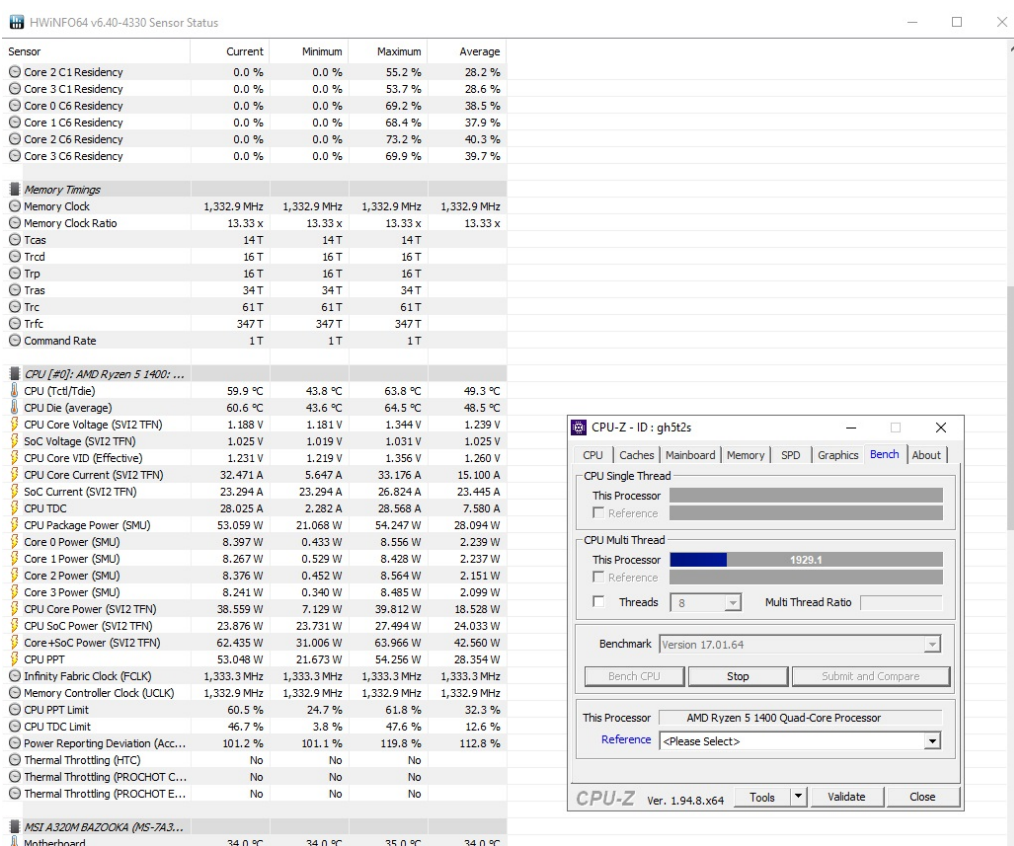 HWiNFO64 v6.40-4330 Sensor Status
Sensor Current Minimum Maximum Average
Core 2 C1 Residency 0.0 % 0.0 % 55.2 % 28.2 %
Core 3 C1 Residency 0.0 % 0.0 % 53.7 % 28.6 %
Core 0 C6 Residency 0.0 % 0.0 % 69.2 % 38.5 %
Core 1 C6 Residency 0.0 % 0.0 % 68.4 % 37.9 %
Core 2 C6 Residency 0.0 % 0.0 % 73.2 % 40.3 %
Core 3 C6 Residency 0.0 % 0.0 % 69.9 % 39.7 %
Memory Timings
Memory Clock 1,332.9 MHz 1,332.9 MHz 1,332.9 MHz 1,332.9 MHz
Memory Clock Ratio 13.33 x 13.33 x 13.33 x 13.33 x
Tcas 14 T 14 T 14 T
Trcd 16 T 16 T 16 T
Trp 16 T 16 T 16 T
Tras 34 T 34 T 34 T
Trc 61 T 61 T 61 T
Trfc 347 T 347 T 347 T
Command Rate 1 T 1 T 1 T
CPU [#0]: AMD Ryzen 5 1400: ...
CPU (Tctl/Tdie) 59.9 °C 43.8 °C 63.8 °C 49.3 °C
CPU Die (average) 60.6 °C 43.6 °C 64.5 °C 48.5 °C
CPU Core Voltage (SVI2 TFN) 1.188 V 1.181 V 1.344 V 1.239 V
SoC Voltage (SVI2 TFN) 1.025 V 1.019 V 1.031 V 1.025 V
CPU Core VID (Effective) 1.231 V 1.219 V 1.356 V 1.260 V
CPU Core Current (SVI2 TFN) 32.471 A 5.647 A 33.176 A 15.100 A
SoC Current (SVI2 TFN) 23.294 A 23.294 A 26.824 A 23.445 A
CPU TDC 28.025 A 2.282 A 28.568 A 7.580 A
CPU Package Power (SMU) 53.059 W 21.068 W 54.247 W 28.094 W
Core 0 Power (SMU) 8.397 W 0.433 W 8.556 W 2.239 W
Core 1 Power (SMU) 8.267 W 0.529 W 8.428 W 2.237 W
Core 2 Power (SMU) 8.376 W 0.452 W 8.564 W 2.151 W
Core 3 Power (SMU) 8.241 W 0.340 W 8.485 W 2.099 W
CPU Core Power (SVI2 TFN) 38.559 W 7.129 W 39.812 W 18.528 W
CPU SoC Power (SVI2 TFN) 23.876 W 23.731 W 27.494 W 24.033 W
Core+SoC Power (SVI2 TFN) 62.435 W 31.006 W 63.966 W 42.560 W
CPU PPT 53.048 W 21.673 W 54.256 W 28.354 W
Infinity Fabric Clock (FCLK) 1,333.3 MHz 1,333.3 MHz 1,333.3 MHz 1,333.3 MHz
Memory Controller Clock (UCLK) 1,332.9 MHz 1,332.9 MHz 1,332.9 MHz 1,332.9 MHz
CPU PPT Limit 60.5 % 24.7 % 61.8 % 32.3 %
CPU TDC Limit 46.7 % 3.8 % 47.6 % 12.6 %
Power Reporting Deviation (Acc... 101.2 % 101.1 % 119.8 % 112.8 %
Thermal Throttling (HTC) No No No
Thermal Throttling (PROCHOT C... No No No
Thermal Throttling (PROCHOT E... No No No
MSI A320M BAZOOKA (MS-7A3...
Motherboard 34.0 °C 34.0 °C 35.0 °C 34.0 °C
CPU-Z - ID : gh5t2s
CPU Caches Mainboard Memory SPD Graphics Bench About
CPU Single Thread
This Processor
Reference
CPU Multi Thread
This Processor 1929.1
Reference
Threads 8 Multi Thread Ratio
Benchmark Version 17.01.64
Bench CPU Stop Submit and Compare
This Processor AMD Ryzen 5 1400 Quad-Core Processor
Reference <Please Select>
CPU-Z Ver. 1.94.8.x64 Tools Validate Close